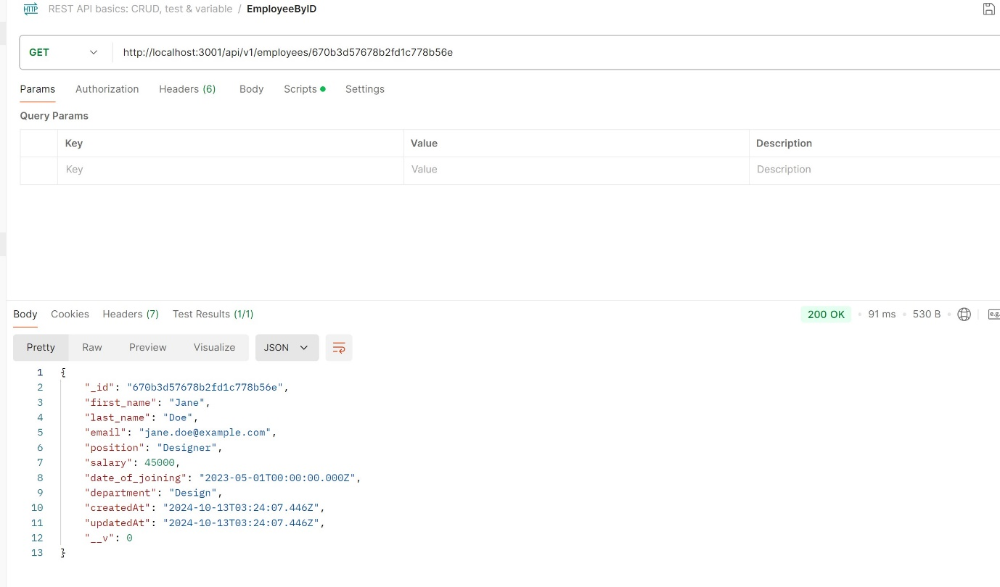 HTTP REST API basics: CRUD, test & variable / EmployeeByID
GET http://localhost:3001/api/v1/employees/670b3d57678b2fd1c778b56e
Params Authorization Headers (6) Body Scripts Settings
Query Params
Key Value Description
Key Value Description
Body Cookies Headers (7) Test Results (1/1) 200 OK 91 ms 530 B e.g.
Pretty Raw Preview Visualize JSON
1 {
2 "_id": "670b3d57678b2fd1c778b56e",
3 "first_name": "Jane",
4 "last_name": "Doe",
5 "email": "jane.doe@example.com",
6 "position": "Designer",
7 "salary": 45000,
8 "date_of_joining": "2023-05-01T00:00:00.000Z",
9 "department": "Design",
10 "createdAt": "2024-10-13T03:24:07.446Z",
11 "updatedAt": "2024-10-13T03:24:07.446Z",
12 "__v": 0
13 }